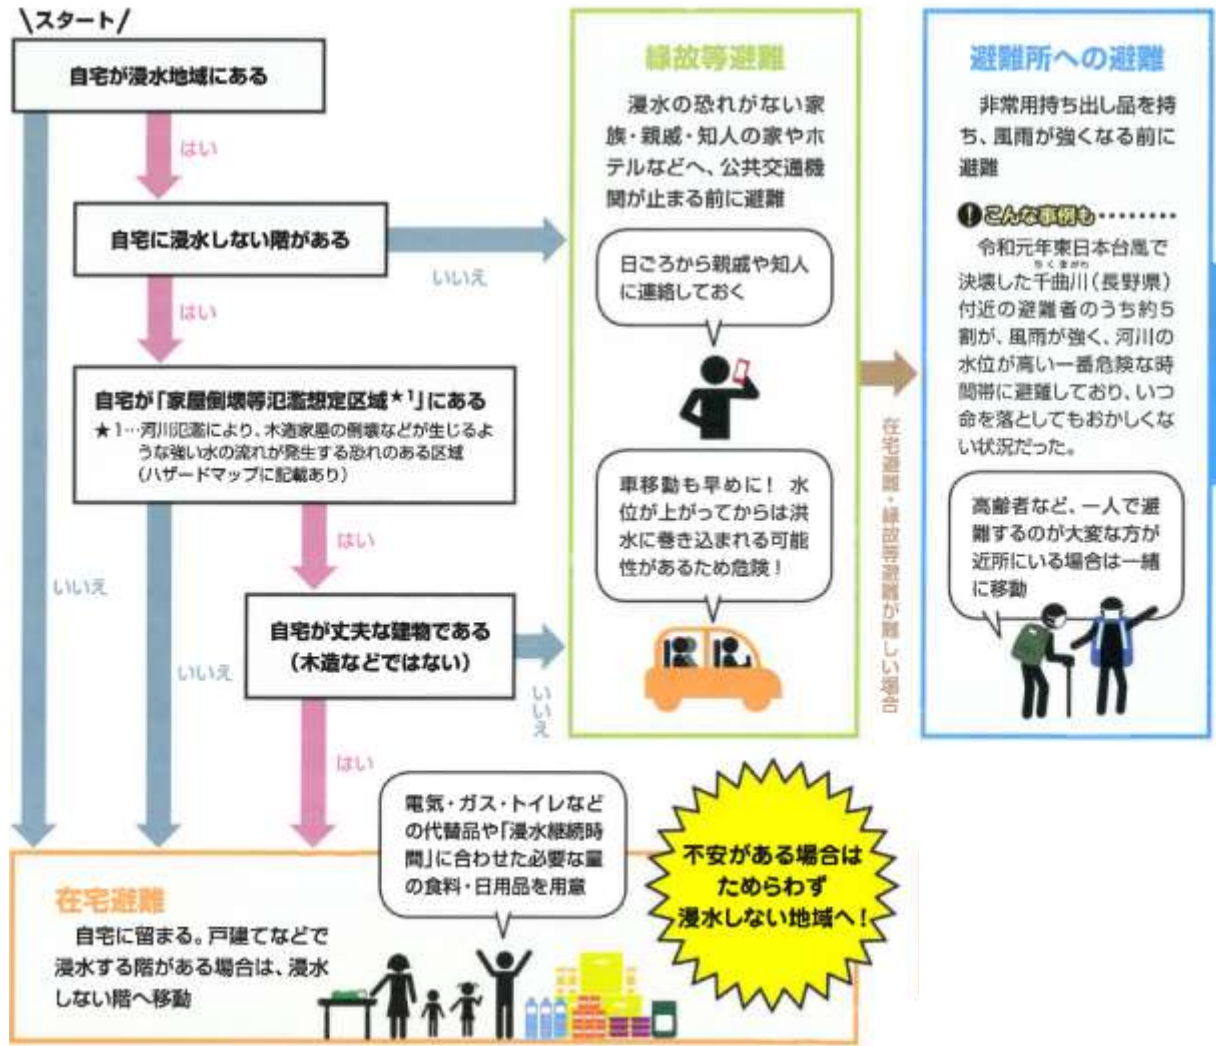 スタート
自宅が浸水地域にある
はい
自宅に浸水しない階がある
いいえ
はい
自宅が「家屋倒壊等氾濫想定区域★1」にある
★1…河川氾濫により、木造家屋の倒壊などが生じるよ
うな強い水の流れが発生する恐れのある区域
(ハザードマップに記載あり)
はい
いいえ
いいえ
自宅が丈夫な建物である
(木造などではない)
いいえ
はい
縁故等避難
浸水の恐れがない家
族・親戚・知人の家やホ
テルなどへ、公共交通機
関が止まる前に避難
日ごろから親戚や知人
に連絡しておく
車移動も早めに! 水
位が上がってからは洪
水に巻き込まれる可能
性があるため危険!
在宅避難・縁故等避難が難しい場合
避難所への避難
非常用持ち出し品を持
ち、風雨が強くなる前に
避難
!こんな事例も・・・・・・・・
令和元年東日本台風で
ちくまがわ
決壊した千曲川(長野県)
付近の避難者のうち約5
割が、風雨が強く、河川の
水位が高い一番危険な時
間帯に避難しており、いつ
命を落としてもおかしくな
い状況だった。
高齢者など、一人で避
難するのが大変な方が
近所にいる場合は一緒
に移動
在宅避難
自宅に留まる。戸建てなどで
浸水する階がある場合は、浸水
しない階へ移動
電気・ガス・トイレなど
の代替品や「浸水継続時
間」に合わせた必要な量
の食料・日用品を用意
不安がある場合は
ためらわず
浸水しない地域へ!